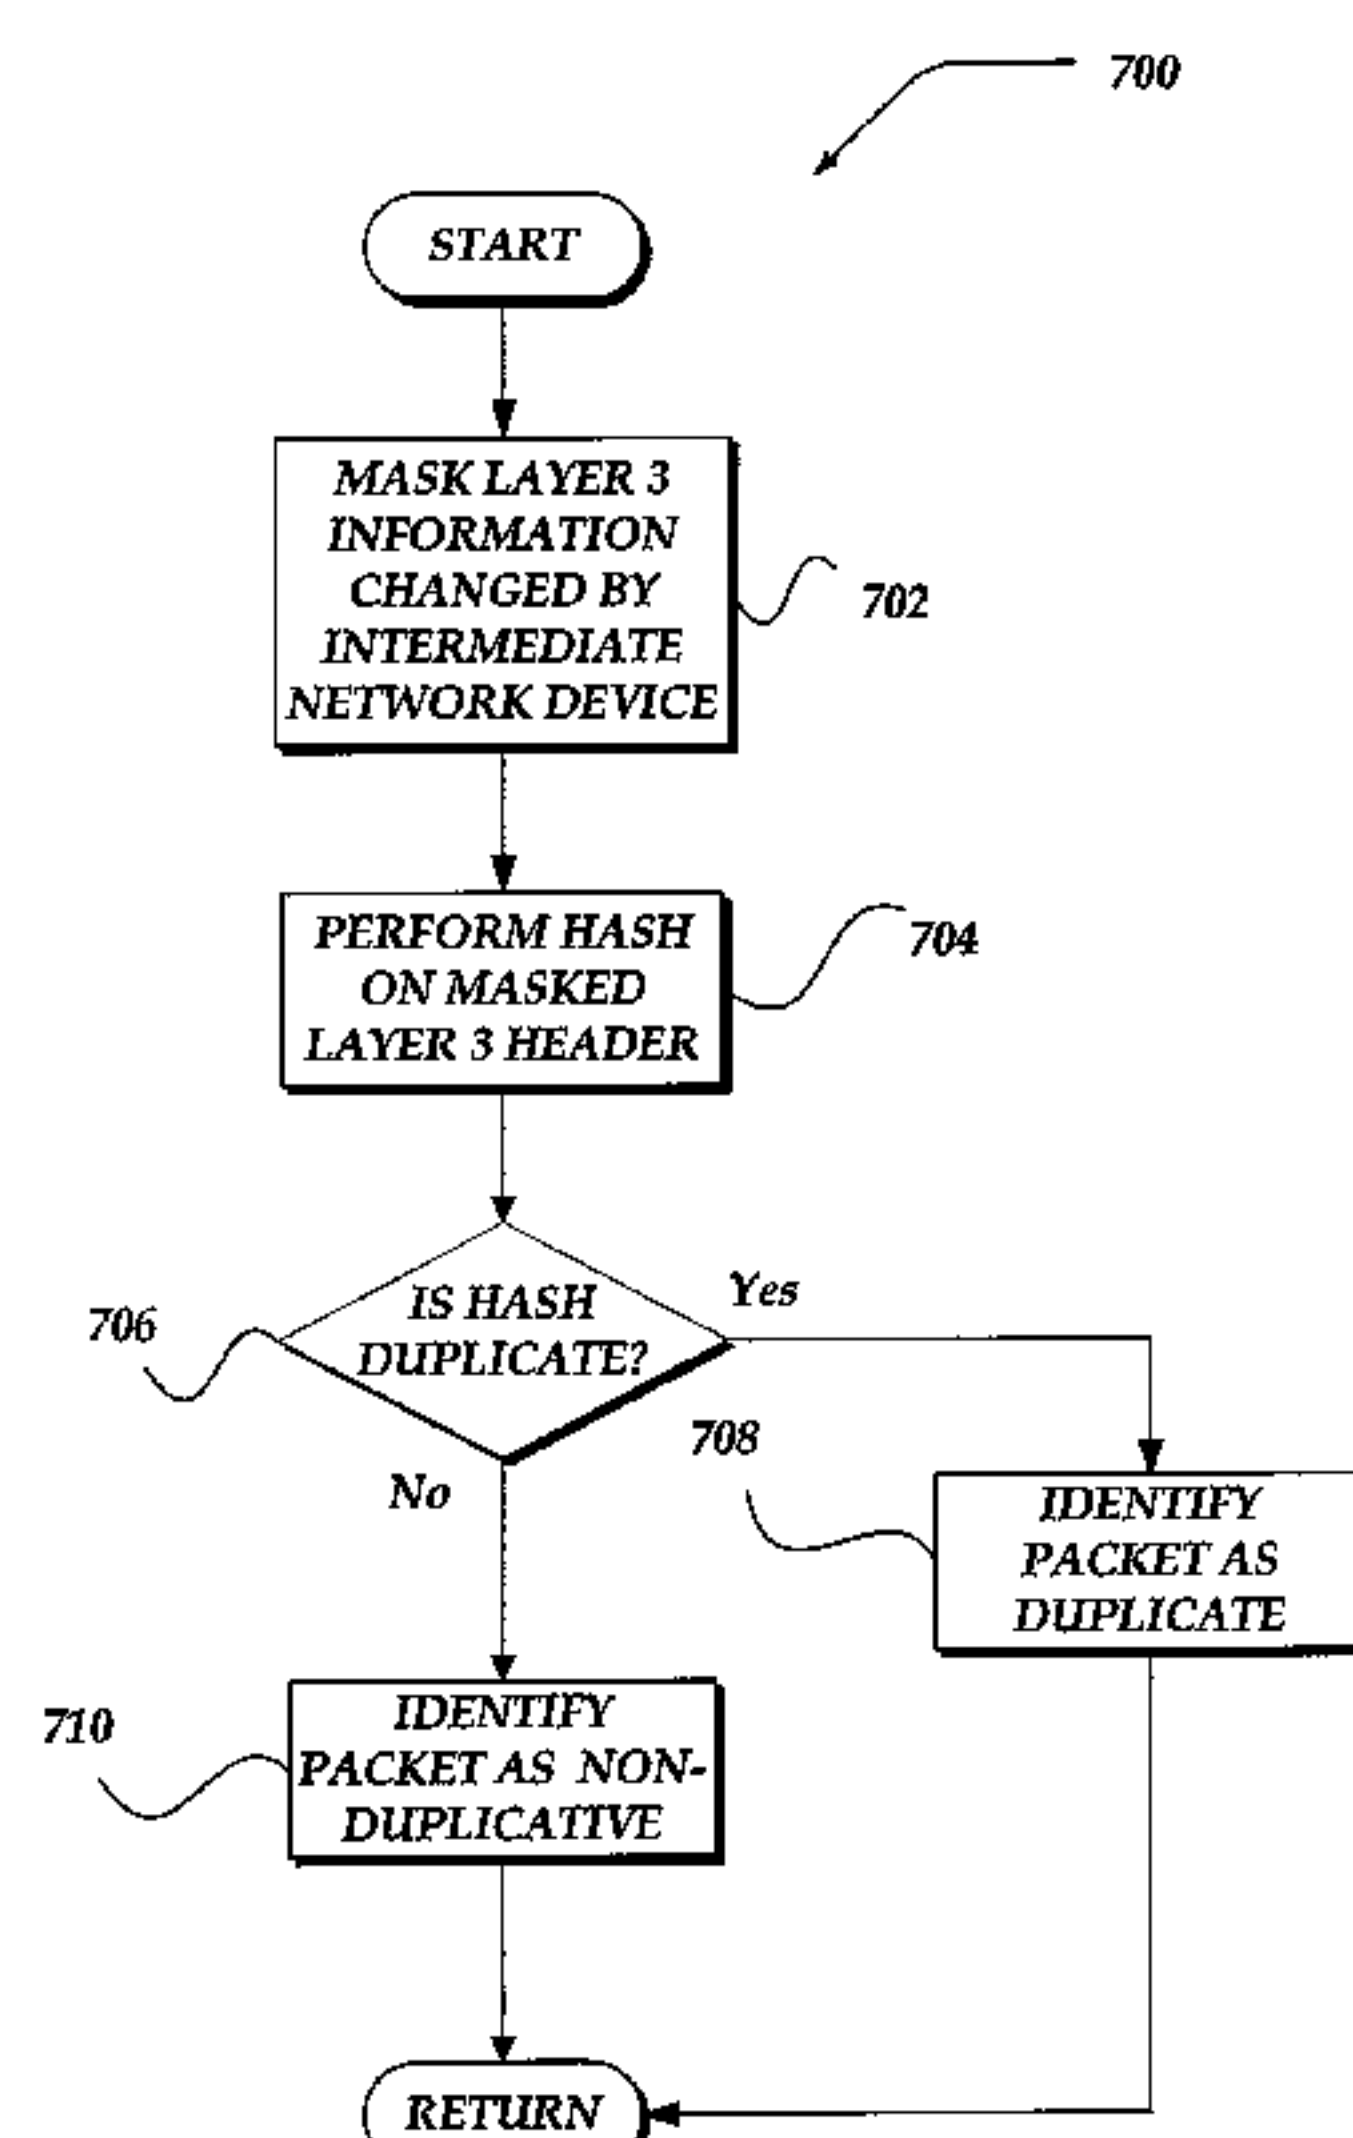 700
START
MASK LAYER 3
INFORMATION
CHANGED BY
INTERMEDIATE
NETWORK DEVICE
702
PERFORM HASH
ON MASKED
LAYER 3 HEADER
704
IS HASH
DUPLICATE?
706
Yes
No
708
IDENTIFY
PACKET AS
DUPLICATE
710
IDENTIFY
PACKET AS NON-
DUPLICATIVE
RETURN